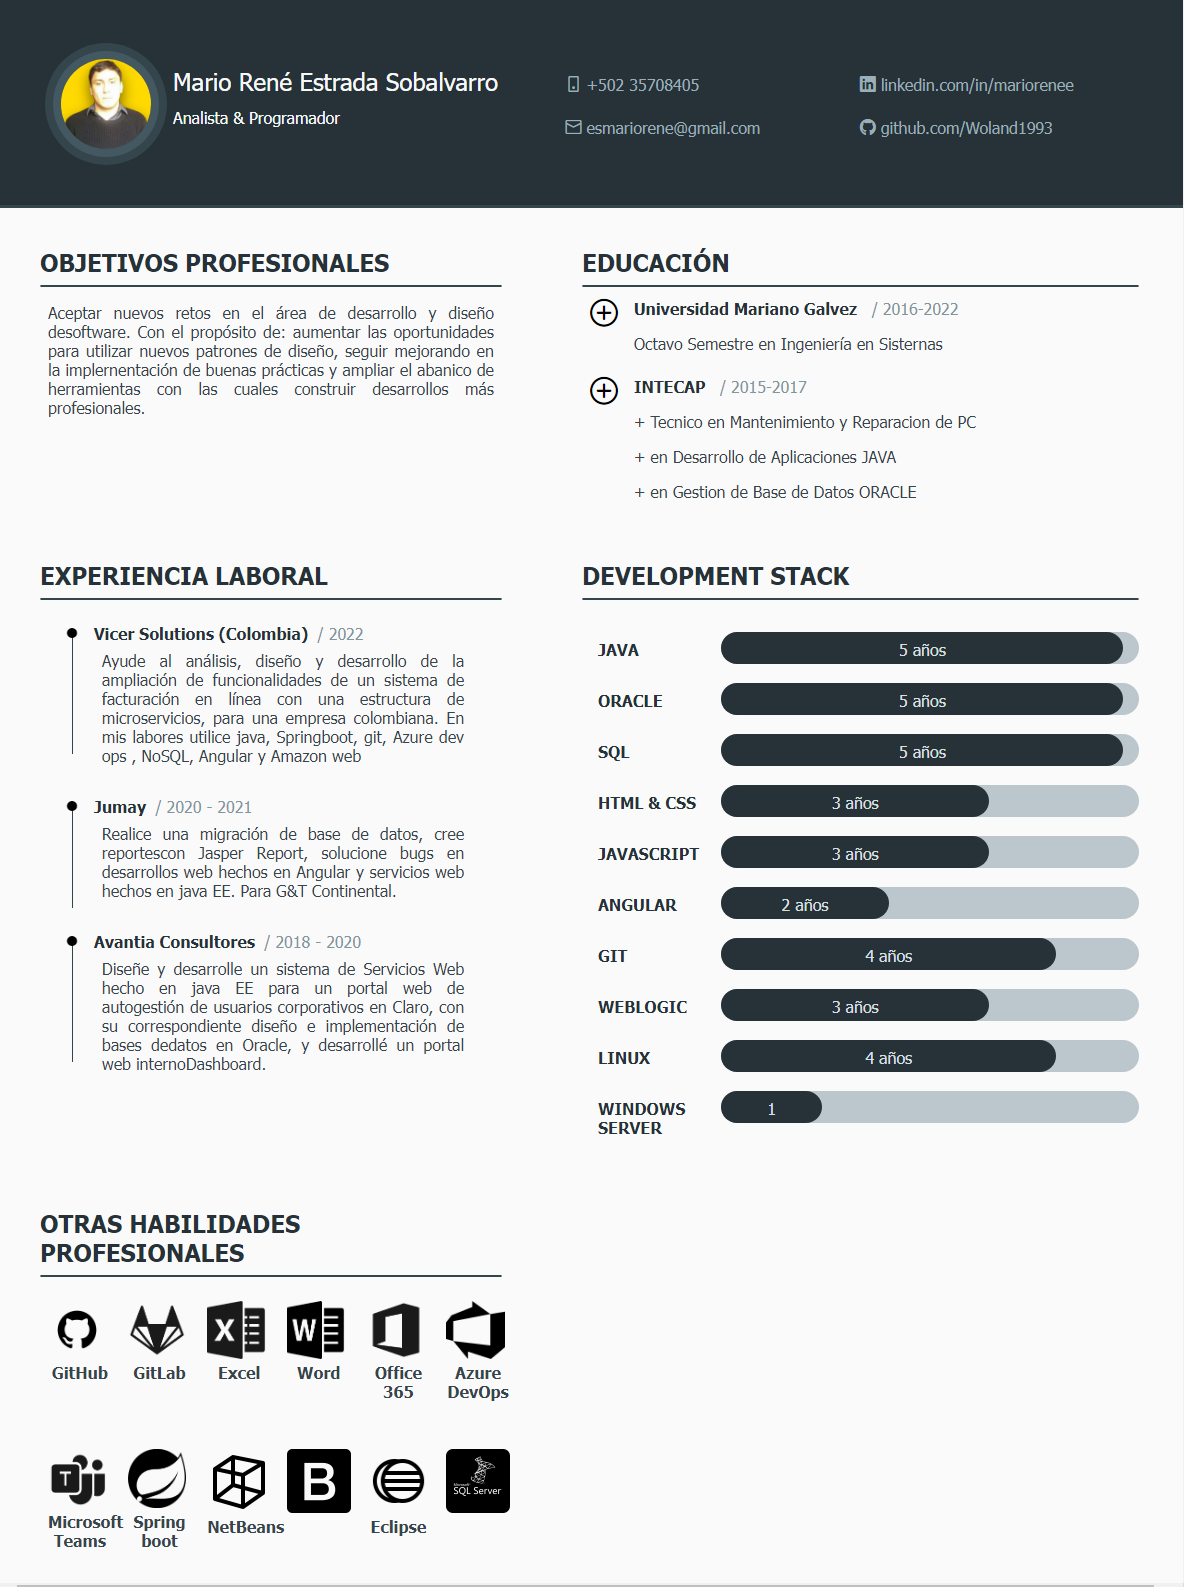 Mario René Estrada Sobalvarro
Analista & Programador
+502 35708405
esmariorene@gmail.com
linkedin.com/in/mariorenee
github.com/Woland1993
OBJETIVOS PROFESIONALES
Aceptar nuevos retos en el área de desarrollo y diseño
desoftware. Con el propósito de: aumentar las oportunidades
para utilizar nuevos patrones de diseño, seguir mejorando en
la implernentación de buenas prácticas y ampliar el abanico de
herramientas con las cuales construir desarrollos más
profesionales.
EDUCACIÓN
Universidad Mariano Galvez / 2016-2022
Octavo Semestre en Ingeniería en Sisternas
INTECAP / 2015-2017
+ Tecnico en Mantenimiento y Reparacion de PC
+ en Desarrollo de Aplicaciones JAVA
+ en Gestion de Base de Datos ORACLE
EXPERIENCIA LABORAL
Vicer Solutions (Colombia) / 2022
Ayude al análisis, diseño y desarrollo de la
ampliación de funcionalidades de un sistema de
facturación en línea con una estructura de
microservicios, para una empresa colombiana. En
mis labores utilice java, Springboot, git, Azure dev
ops , NoSQL, Angular y Amazon web
Jumay / 2020 - 2021
Realice una migración de base de datos, cree
reportescon Jasper Report, solucione bugs en
desarrollos web hechos en Angular y servicios web
hechos en java EE. Para G&T Continental.
Avantia Consultores / 2018 - 2020
Diseñe y desarrolle un sistema de Servicios Web
hecho en java EE para un portal web de
autogestión de usuarios corporativos en Claro, con
su correspondiente diseño e implementación de
bases dedatos en Oracle, y desarrollé un portal
web internoDashboard.
DEVELOPMENT STACK
JAVA 5 años
ORACLE 5 años
SQL 5 años
HTML & CSS 3 años
JAVASCRIPT 3 años
ANGULAR 2 años
GIT 4 años
WEBLOGIC 3 años
LINUX 4 años
WINDOWS 1
SERVER
OTRAS HABILIDADES
PROFESIONALES
X W
GitHub GitLab Excel Word Office Azure
365 DevOps
T B Microsoft
SQL Server
Microsoft Spring NetBeans Eclipse
Teams boot